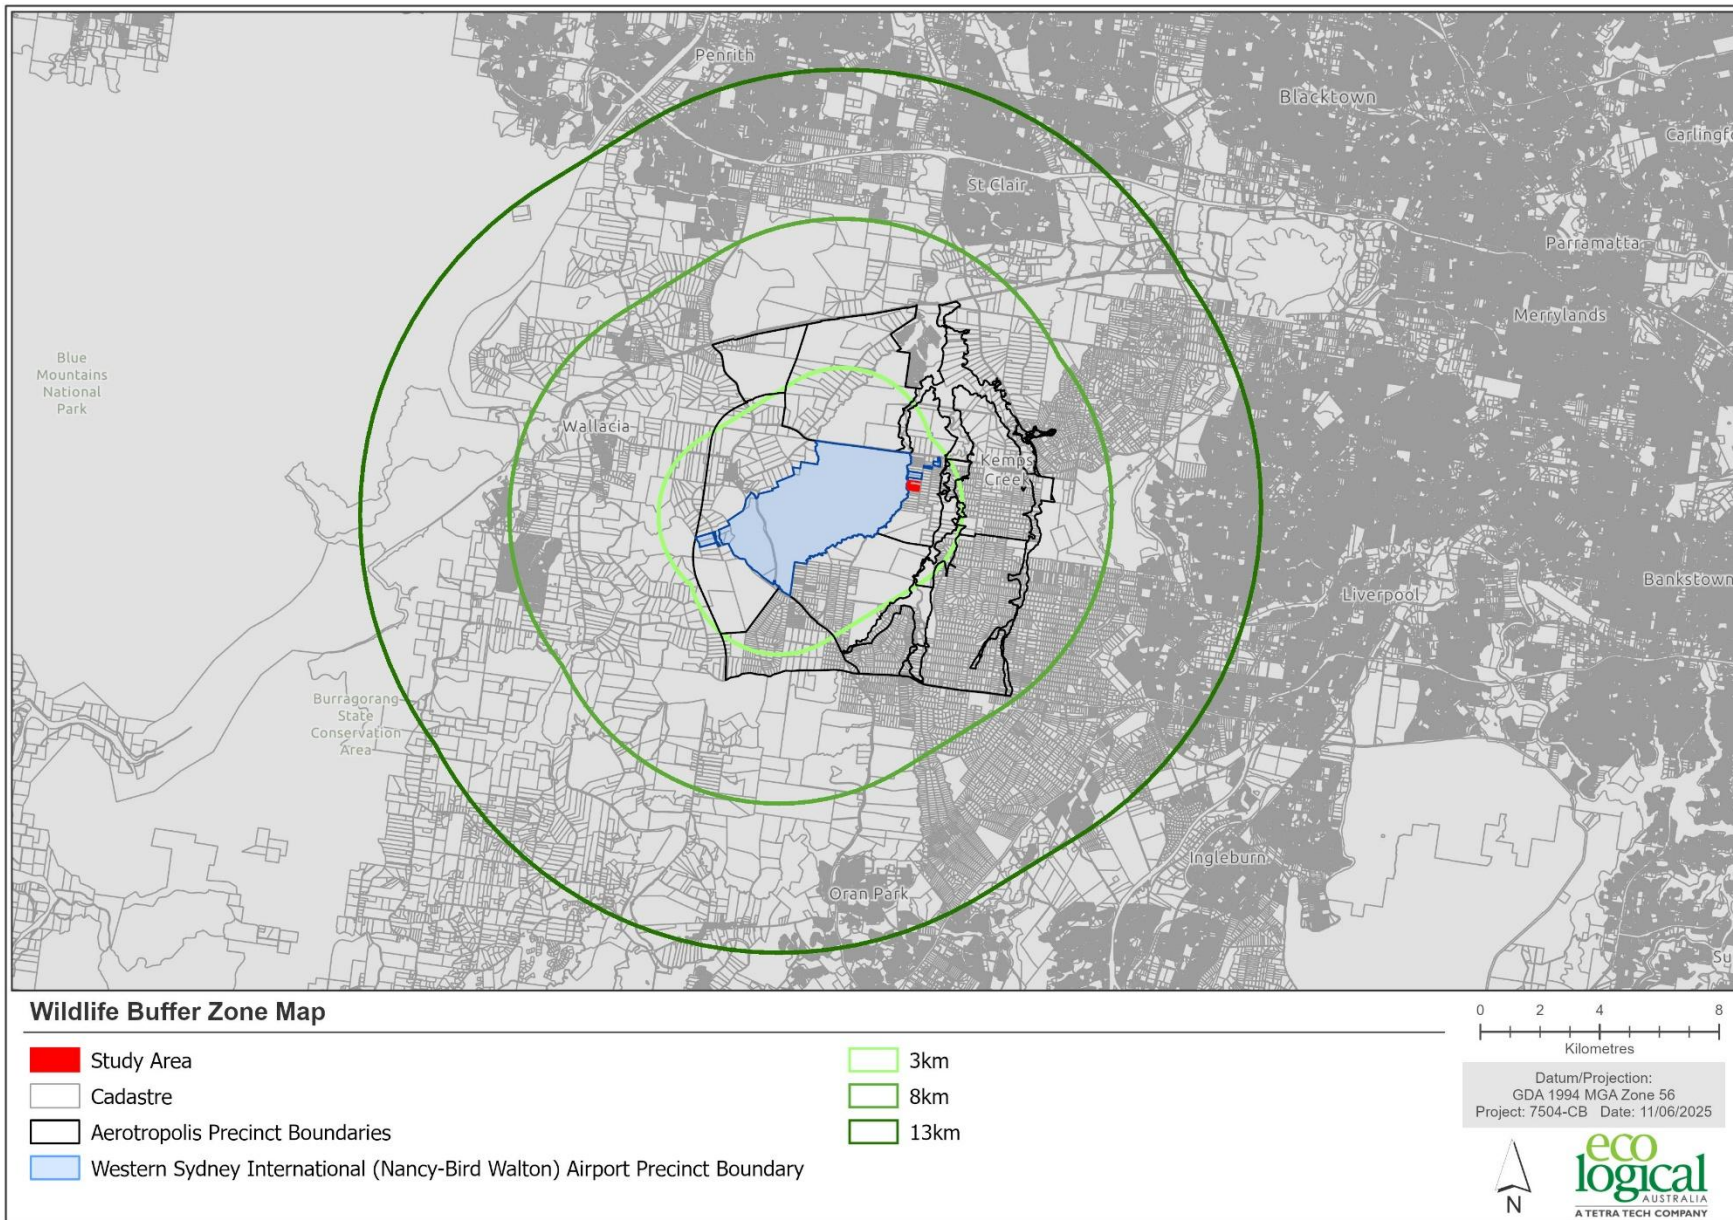 Penrith
Blacktown
Carlingfo
St Clair
Parramatta
Merrylands
Blue
Mountains
National
Park
Wallacia
Kemps
Creek
Bankstown
Liverpool
Burragorang
State
Conservation
Area
Ingleburn
Oran Park
Su
Wildlife Buffer Zone Map
Study Area
Cadastre
Aerotropolis Precinct Boundaries
Western Sydney International (Nancy-Bird Walton) Airport Precinct Boundary
3km
8km
13km
0 2 4 8
Kilometres
Datum/Projection:
GDA 1994 MGA Zone 56
Project: 7504-CB Date: 11/06/2025
N
eco
logical
AUSTRALIA
A TETRA TECH COMPANY